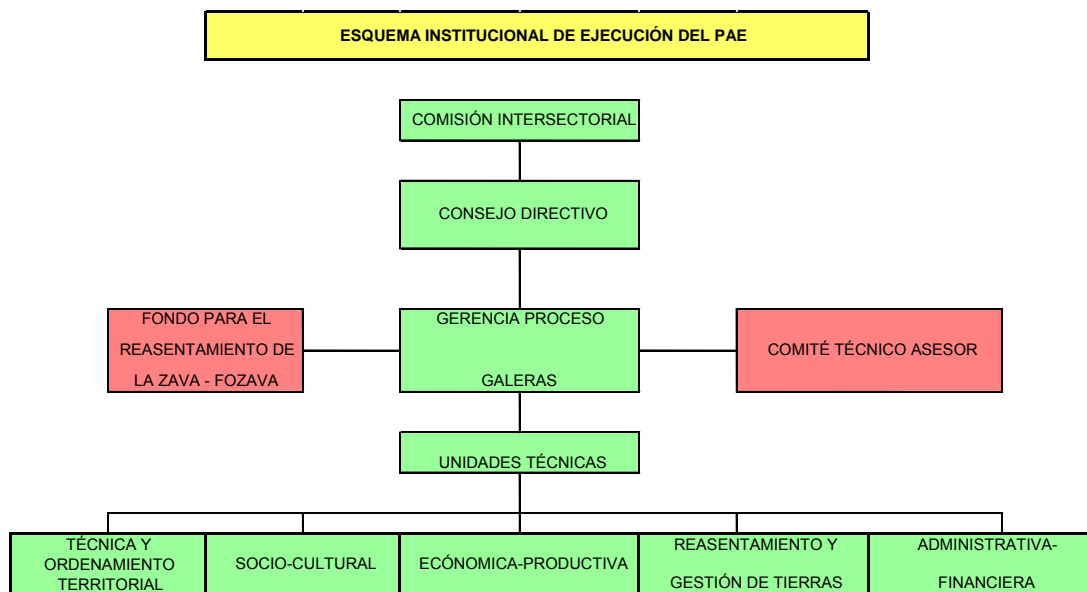 ESQUEMA INSTITUCIONAL DE EJECUCIÓN DEL PAE
COMISIÓN INTERSECTORIAL
CONSEJO DIRECTIVO
FONDO PARA EL
REASENTAMIENTO DE
LA ZAVA - FOZAVA
GERENCIA PROCESO
GALERAS
COMITÉ TÉCNICO ASESOR
UNIDADES TÉCNICAS
TÉCNICA Y
ORDENAMIENTO
TERRITORIAL
SOCIO-CULTURAL
ECÓNOMICA-PRODUCTIVA
REASENTAMIENTO Y
GESTIÓN DE TIERRAS
ADMINISTRATIVA-
FINANCIERA